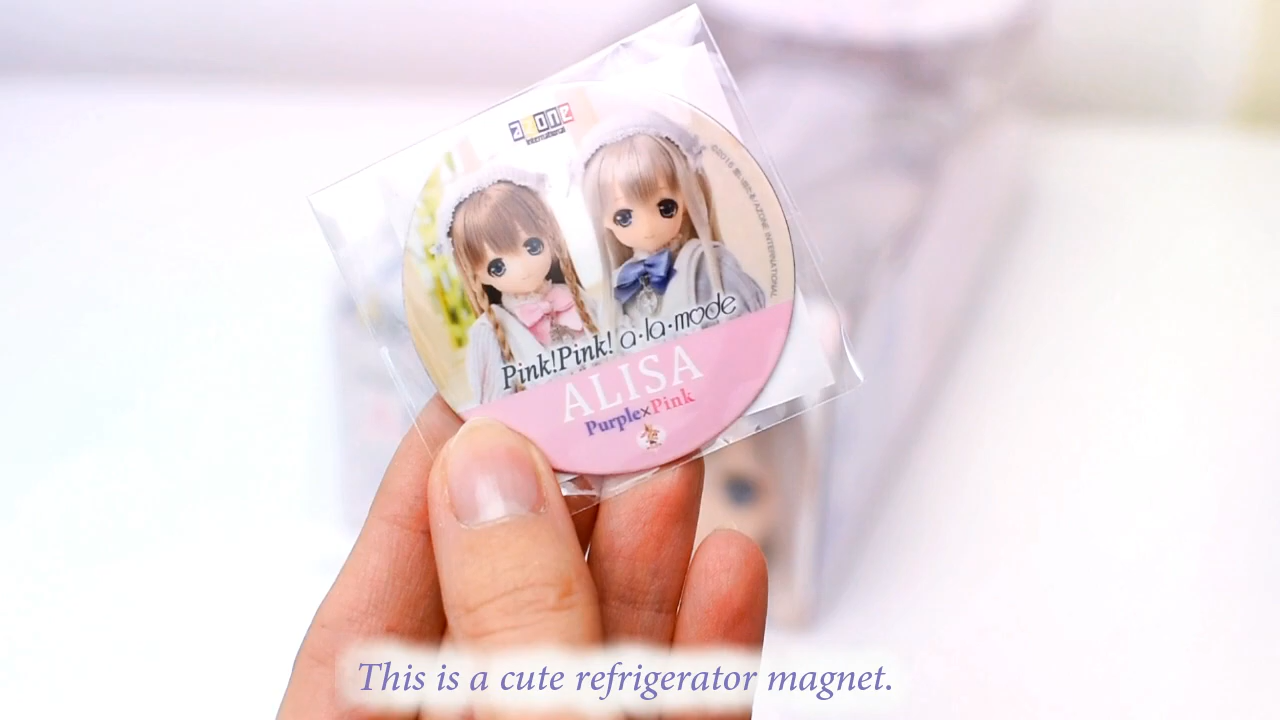 azone
international
Pink!Pink! a・la・mode
ALISA
Purple×Pink
This is a cute refrigerator magnet.